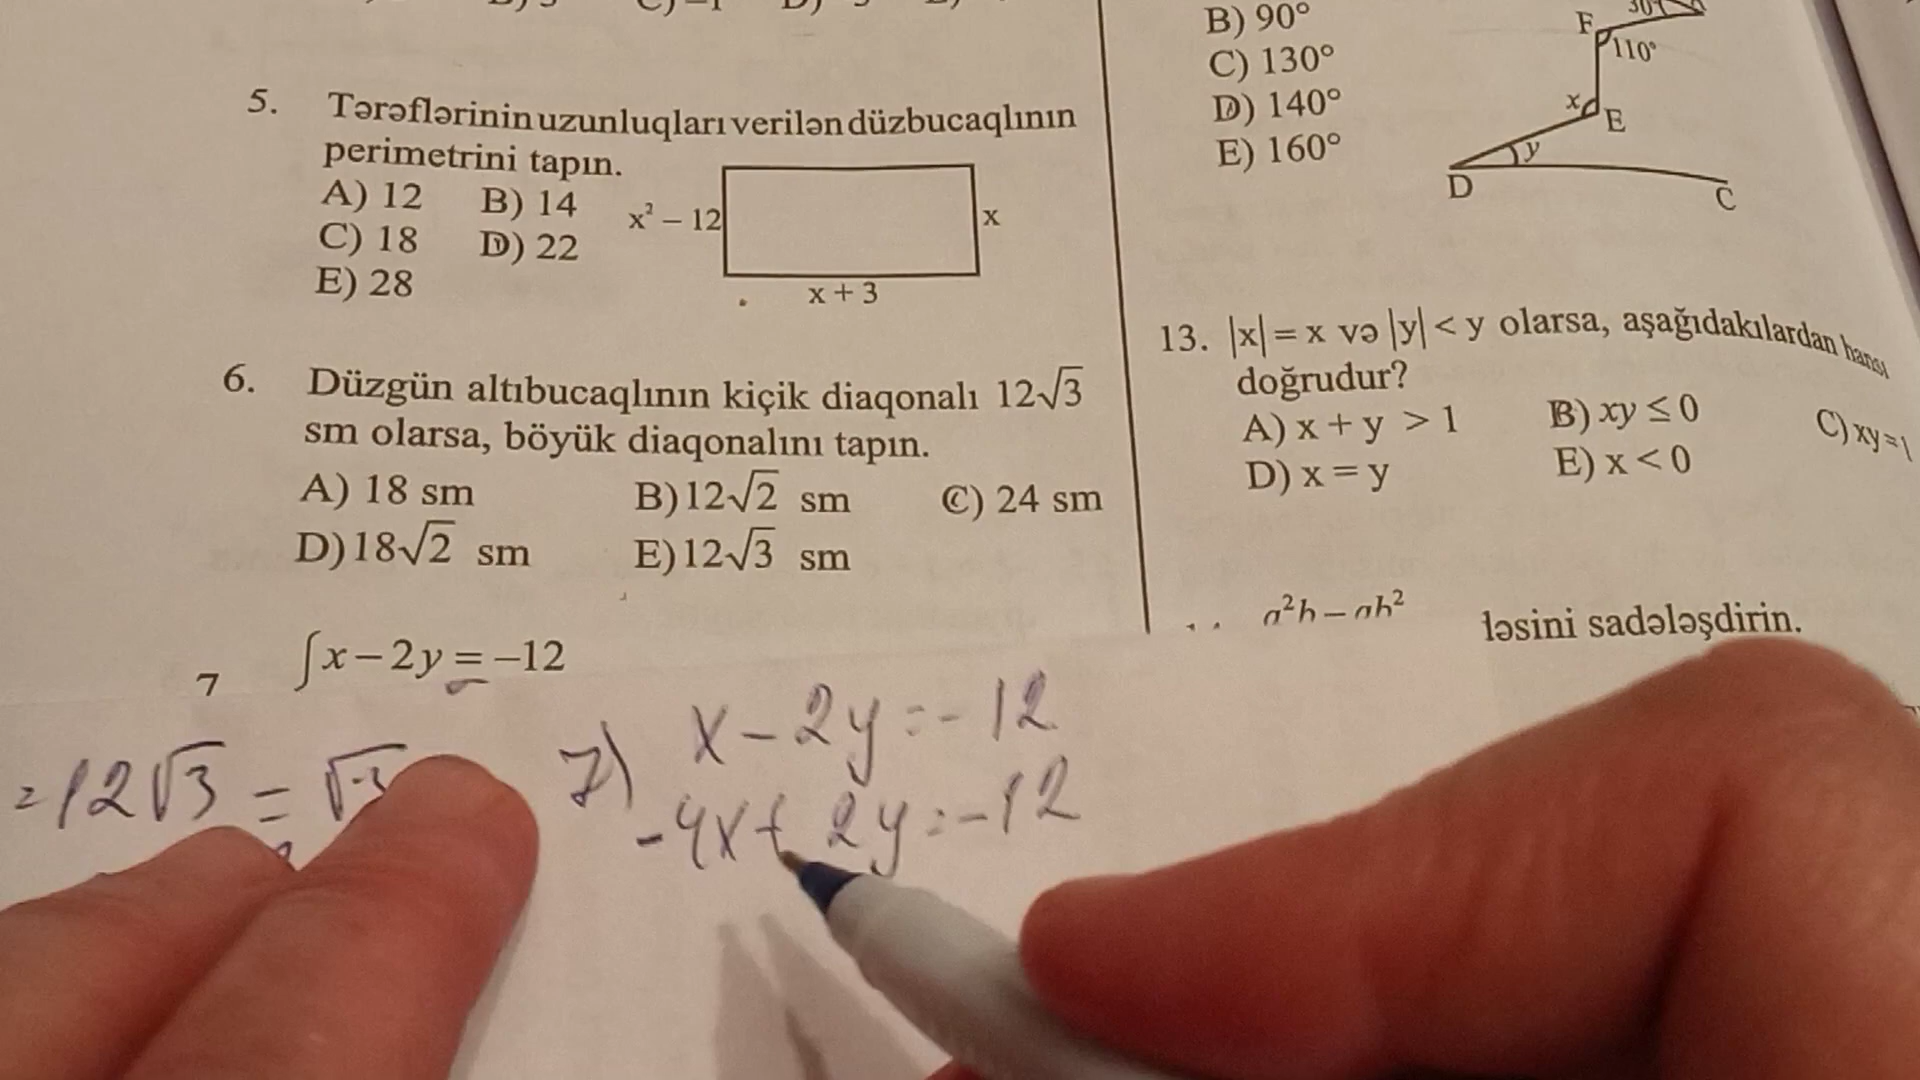 5. Tərəflərinin uzunluqları verilən düzbucaqlının
perimetrini tapın.
A) 12 B) 14
C) 18 D) 22
E) 28
x² – 12
x
x + 3
6. Düzgün altıbucaqlının kiçik diaqonalı 12√3
sm olarsa, böyük diaqonalını tapın.
A) 18 sm B) 12√2 sm C) 24 sm
D) 18√2 sm E) 12√3 sm
7 x – 2y = –12
= 12√3 =
7) x – 2y = – 12
– 4x + 2y = – 12
B) 90°
C) 130°
D) 140°
E) 160°
F
30°
110°
x
E
y
D
C
13. |x| = x və |y| < y olarsa, aşağıdakılardan hansı
doğrudur?
A) x + y > 1 B) xy ≤ 0 C) xy = 1
D) x = y E) x < 0
a²b – ab²
ləsini sadələşdirin.